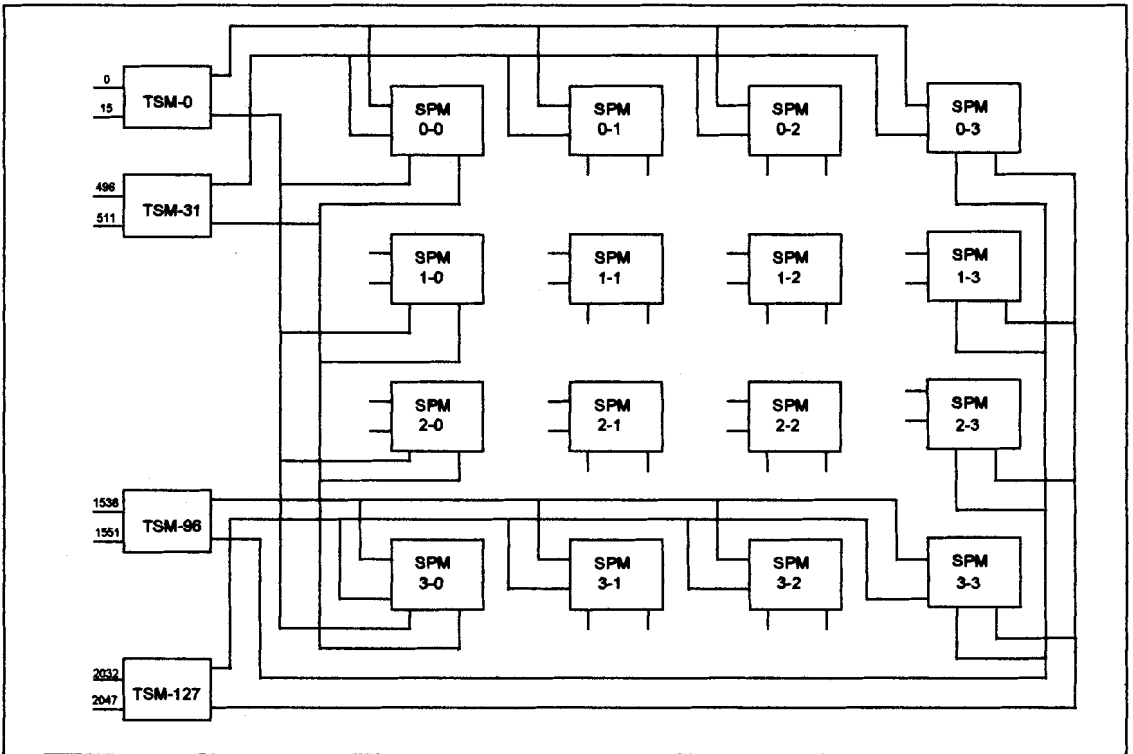 0
15
TSM-0
SPM
0-0
SPM
0-1
SPM
0-2
SPM
0-3
496
511
TSM-31
SPM
1-0
SPM
1-1
SPM
1-2
SPM
1-3
SPM
2-0
SPM
2-1
SPM
2-2
SPM
2-3
1536
1551
TSM-96
SPM
3-0
SPM
3-1
SPM
3-2
SPM
3-3
2032
2047
TSM-127